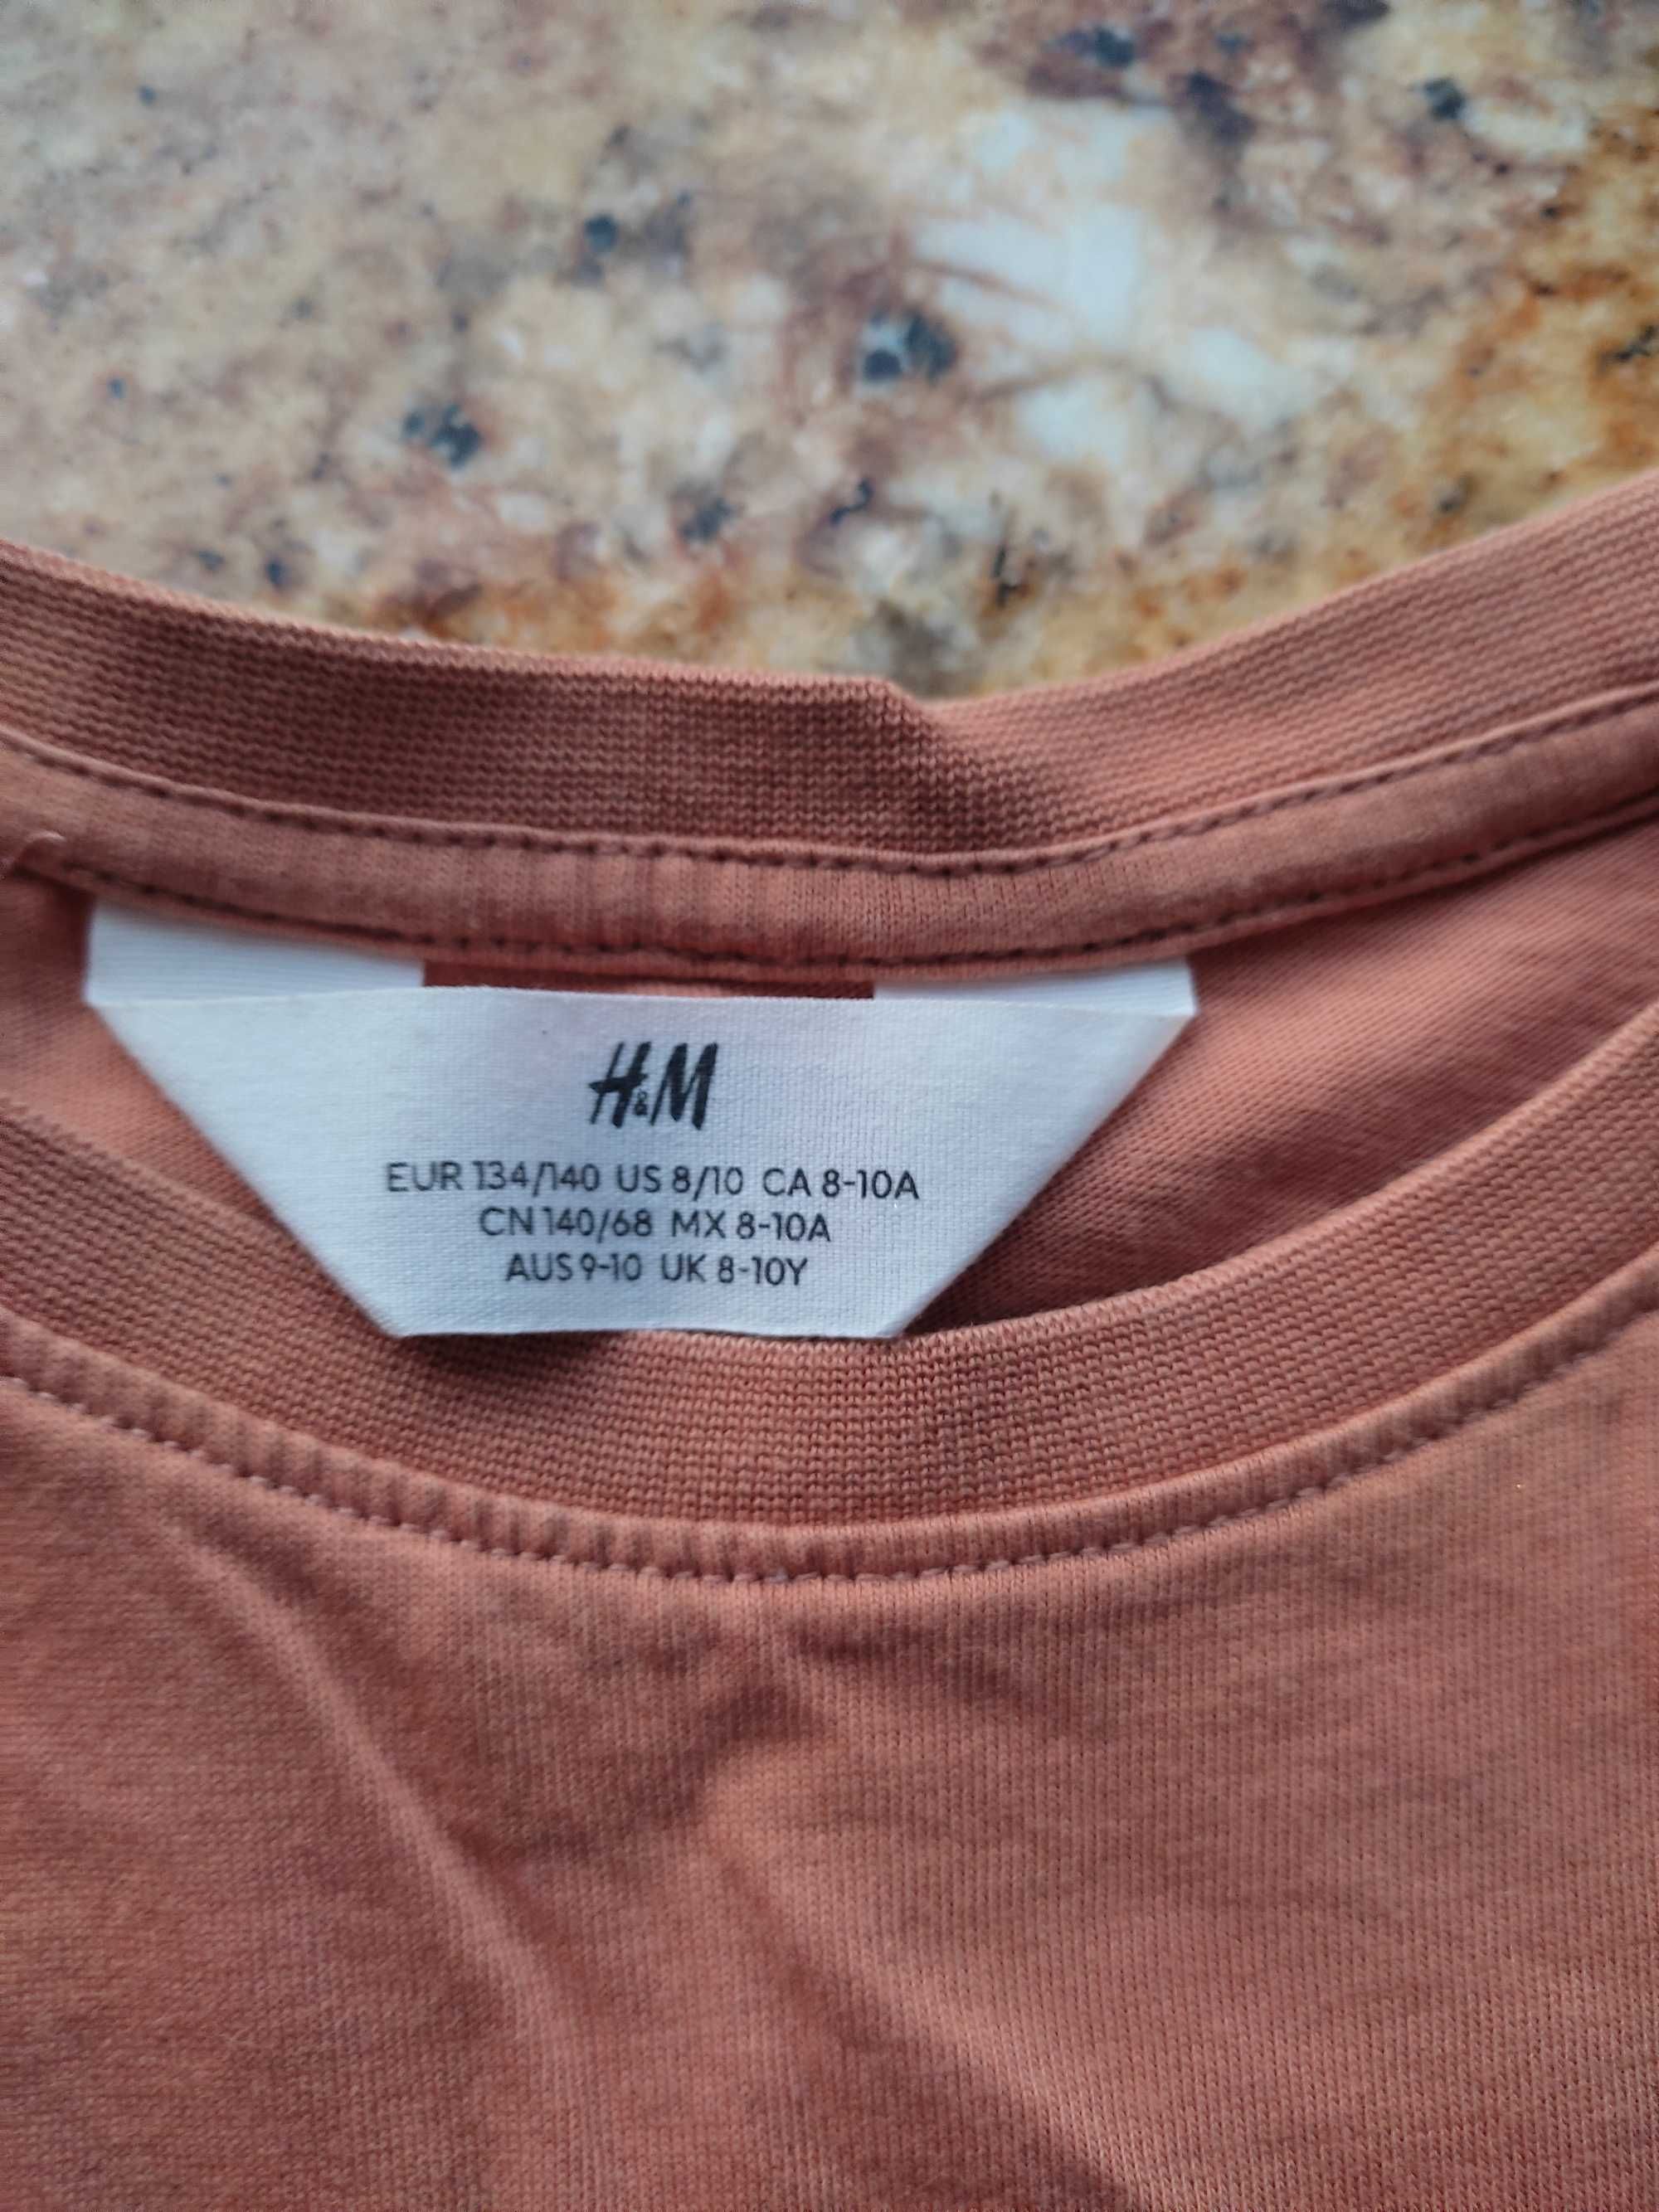 H&M
EUR 134/140 US 8/10 CA 8-10A
CN 140/68 MX 8-10A
AUS 9-10 UK 8-10Y